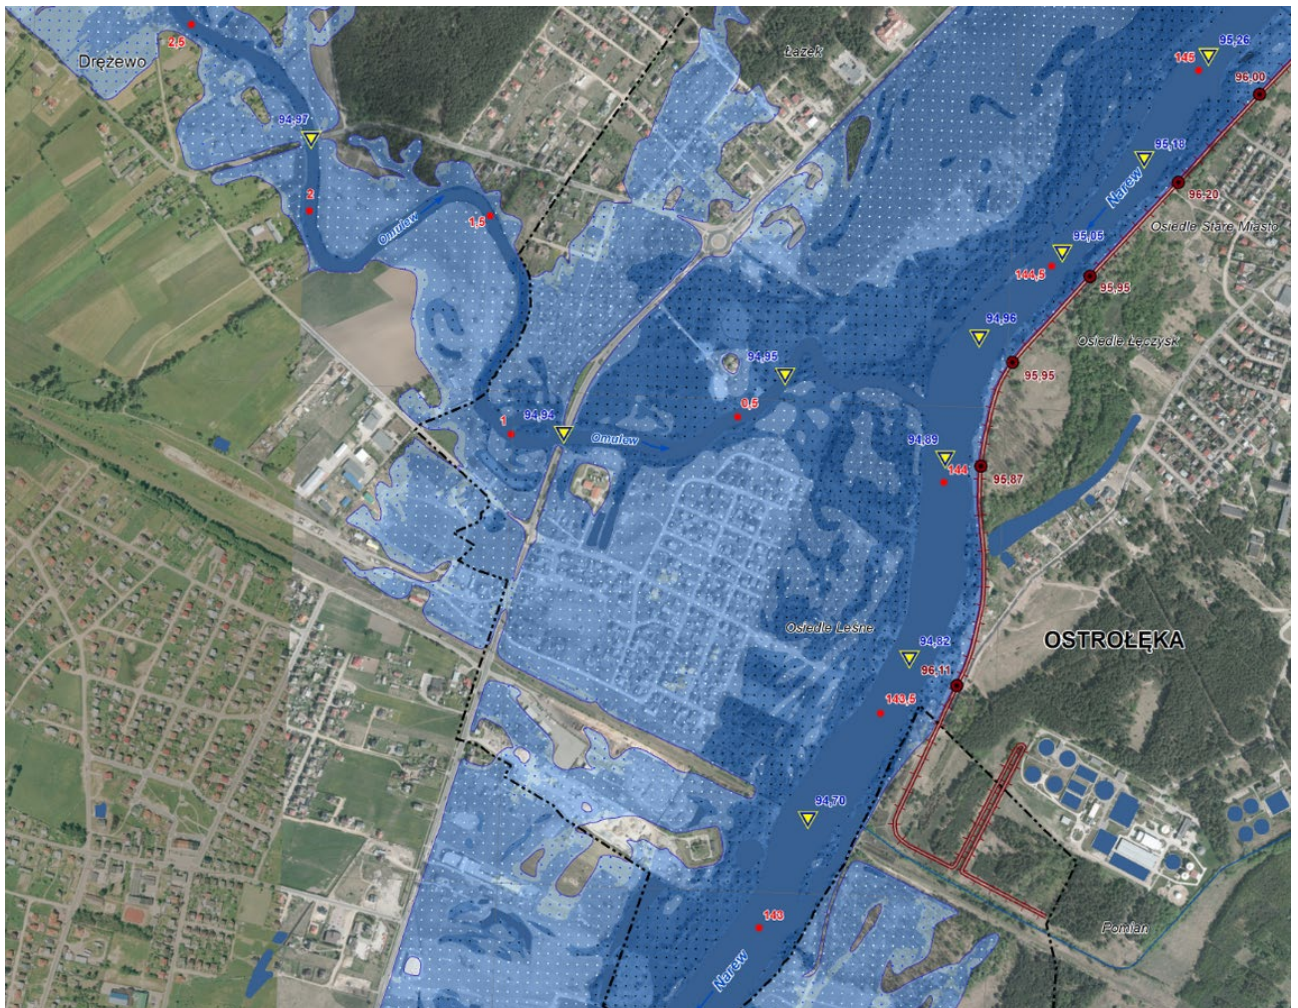 2,5
Drężewo
94,97
2
Omulew
1,5
Łazek
145
95,26
96,00
95,18
Narew
96,20
Osiedle Stare Miasto
95,05
144,5
95,95
94,96
Osiedle Łęczysk
95,95
94,95
0,5
1
94,94
Omulew
94,89
144
95,87
Osiedle Leśne
94,82
96,11
OSTROŁĘKA
143,5
94,70
143
Pomian
Narew